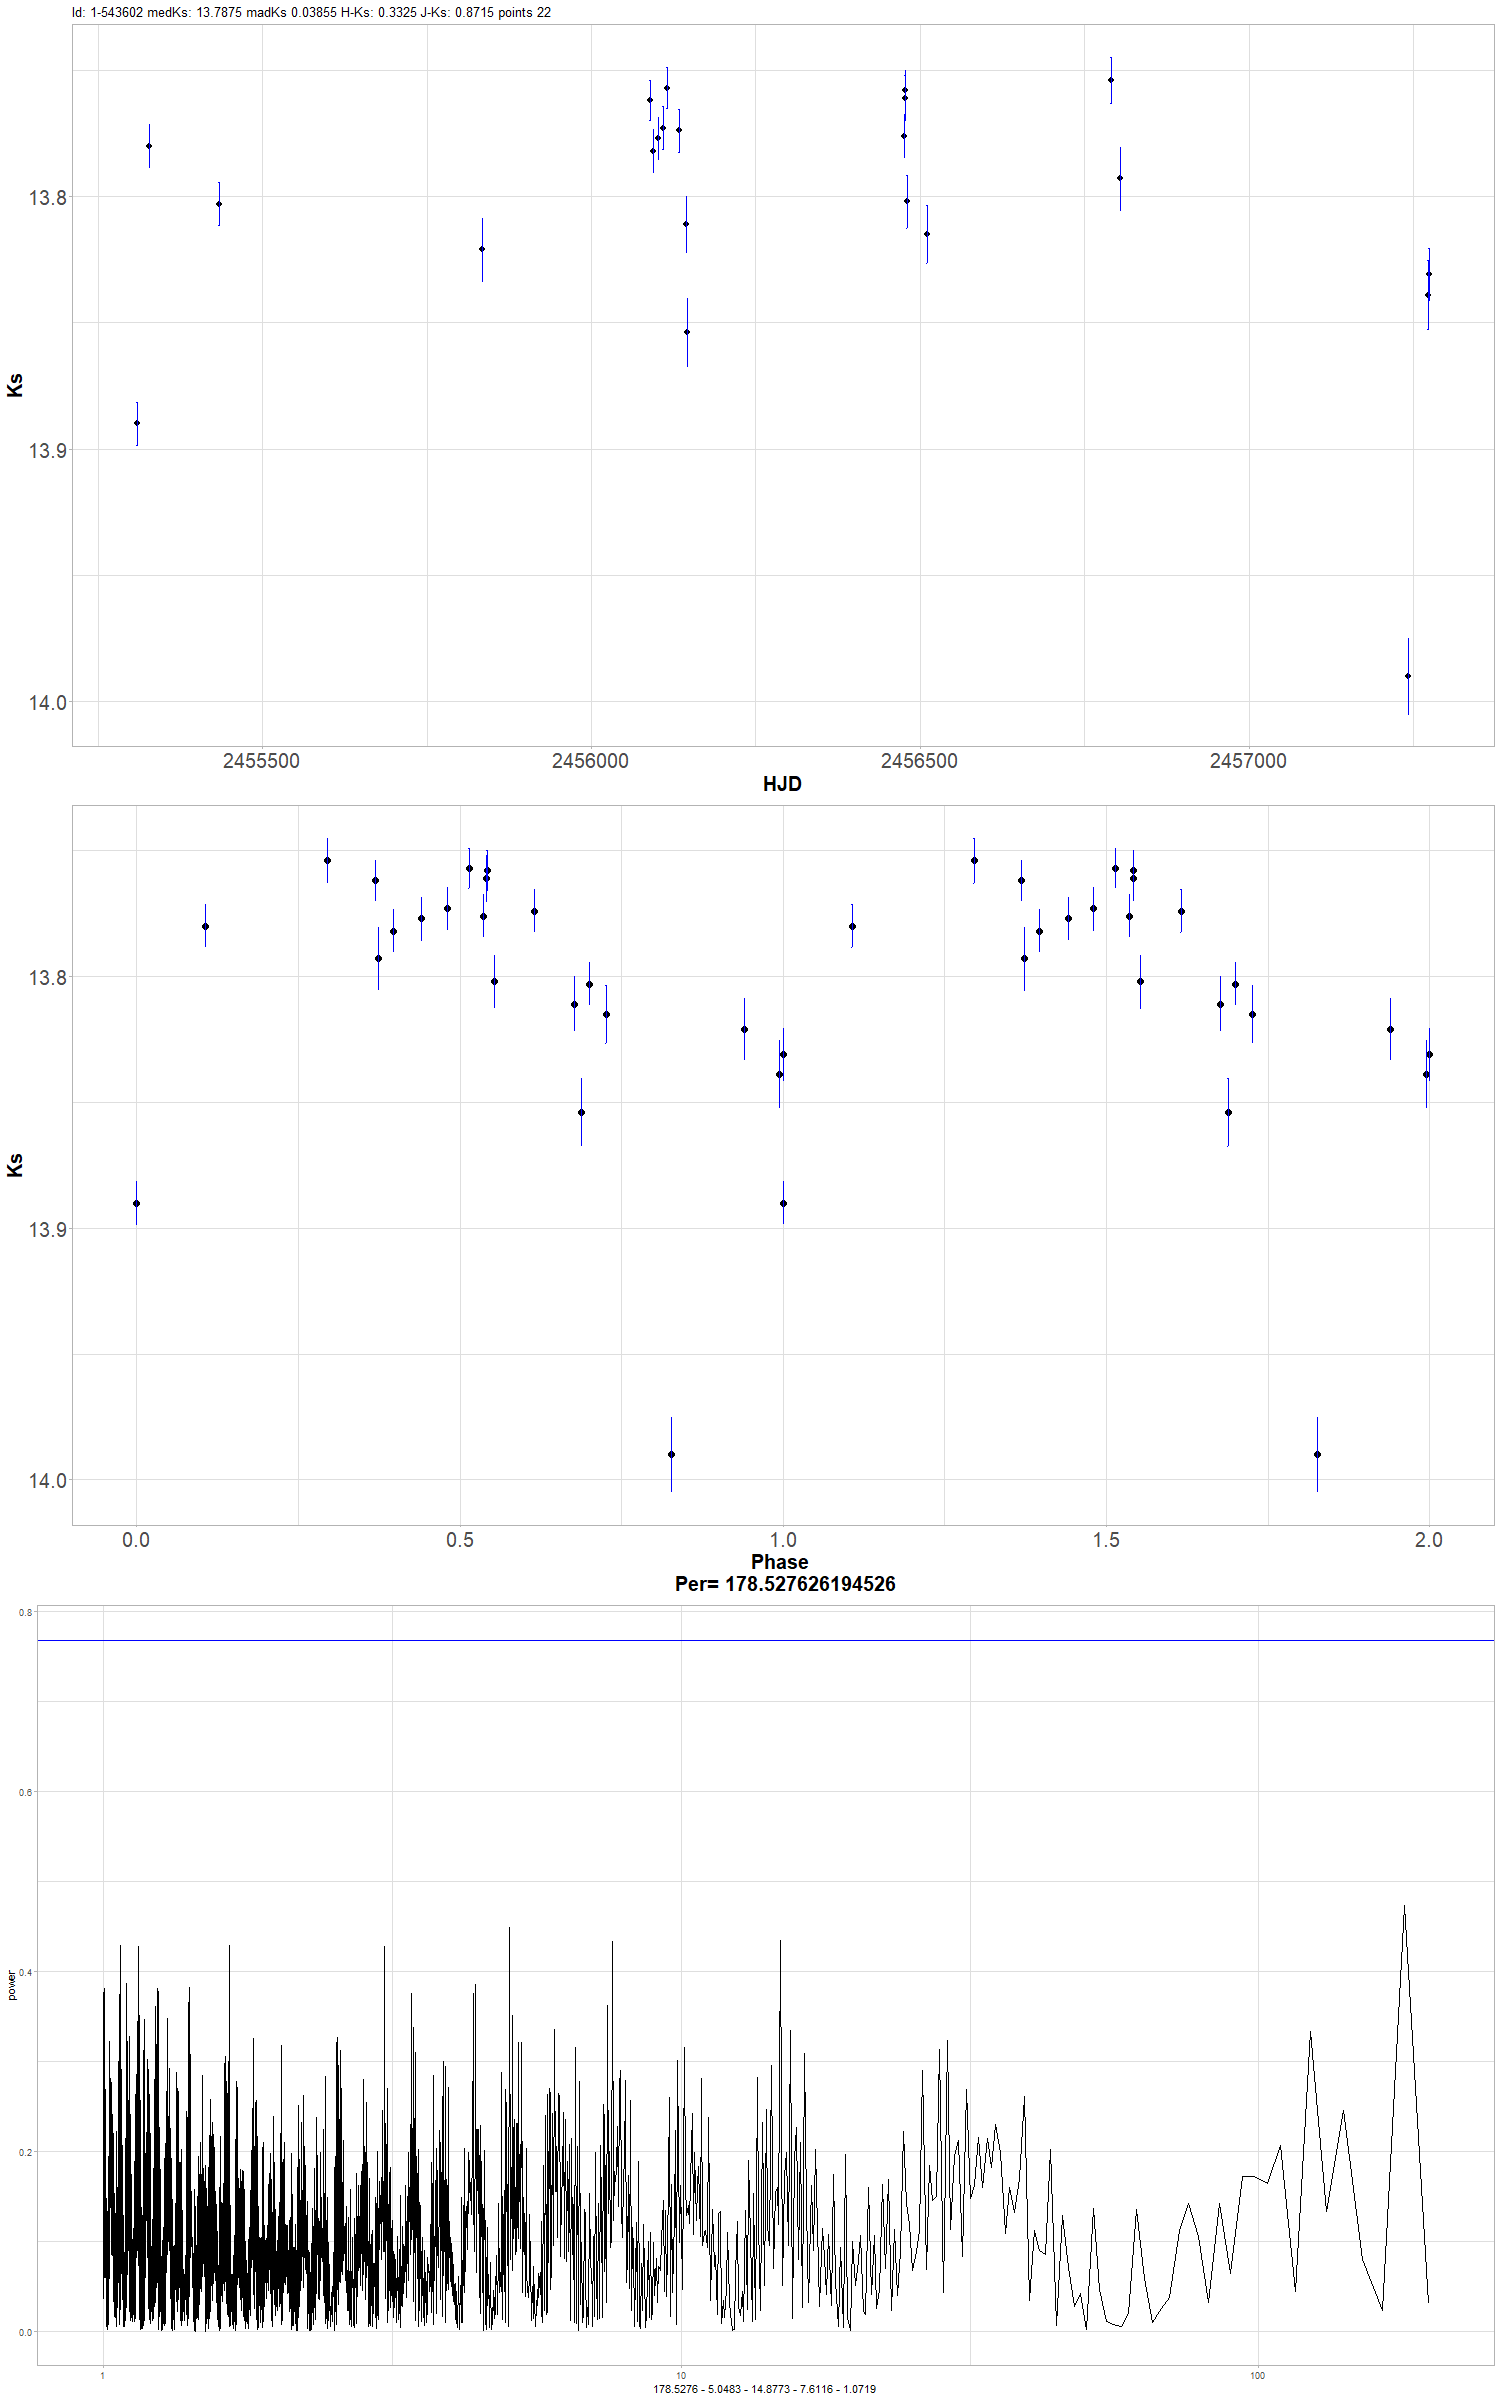 Id: 1-543602 medKs: 13.7875 madKs 0.03855 H-Ks: 0.3325 J-Ks: 0.8715 points 22
13.8
13.9
14.0
Ks
2455500 2456000 2456500 2457000
HJD
13.8
13.9
14.0
Ks
0.0 0.5 1.0 1.5 2.0
Phase
Per= 178.527626194526
0.8
0.6
0.4
0.2
0.0
power
1 10 100
178.5276 - 5.0483 - 14.8773 - 7.6116 - 1.0719